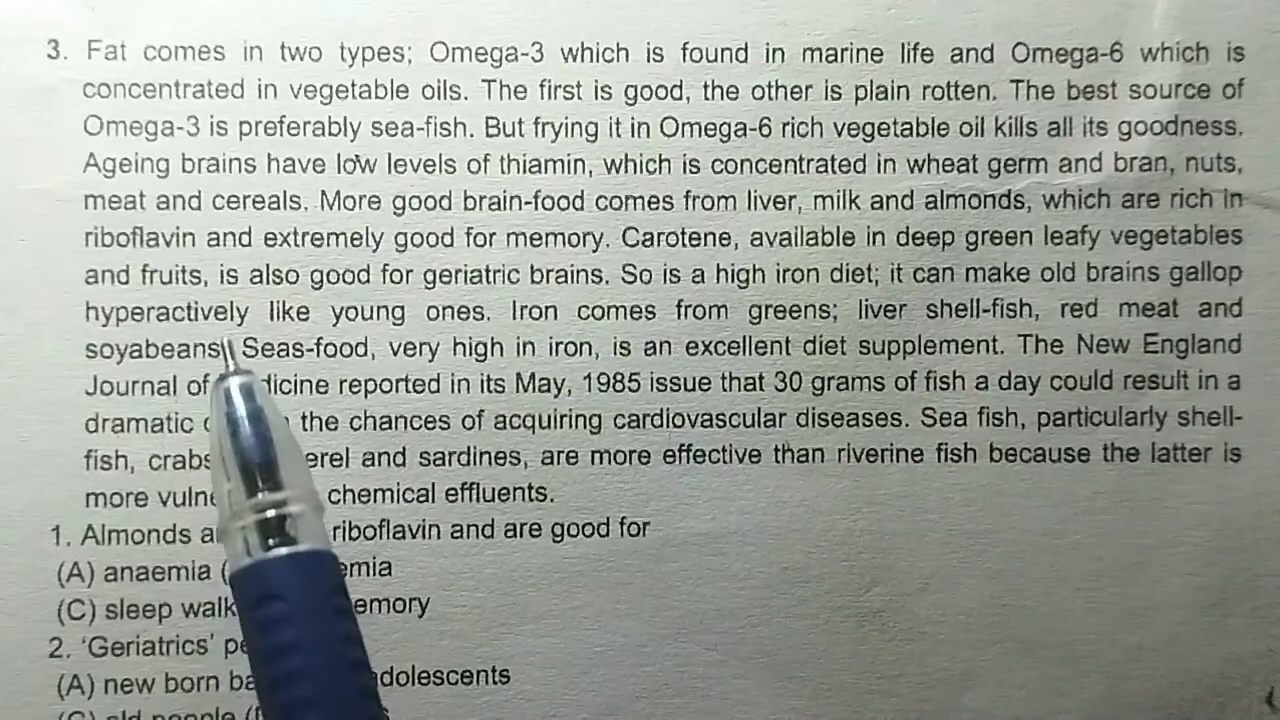 3. Fat comes in two types; Omega-3 which is found in marine life and Omega-6 which is
concentrated in vegetable oils. The first is good, the other is plain rotten. The best source of
Omega-3 is preferably sea-fish. But frying it in Omega-6 rich vegetable oil kills all its goodness.
Ageing brains have low levels of thiamin, which is concentrated in wheat germ and bran, nuts,
meat and cereals. More good brain-food comes from liver, milk and almonds, which are rich in
riboflavin and extremely good for memory. Carotene, available in deep green leafy vegetables
and fruits, is also good for geriatric brains. So is a high iron diet; it can make old brains gallop
hyperactively like young ones. Iron comes from greens; liver shell-fish, red meat and
soyabeans. Seas-food, very high in iron, is an excellent diet supplement. The New England
Journal of dicine reported in its May, 1985 issue that 30 grams of fish a day could result in a
dramatic the chances of acquiring cardiovascular diseases. Sea fish, particularly shell-
fish, crabs erel and sardines, are more effective than riverine fish because the latter is
more vulne chemical effluents.
1. Almonds a riboflavin and are good for
(A) anaemia ( emia
(C) sleep walk emory
2. ‘Geriatrics’ pe
(A) new born ba adolescents
(C) old people